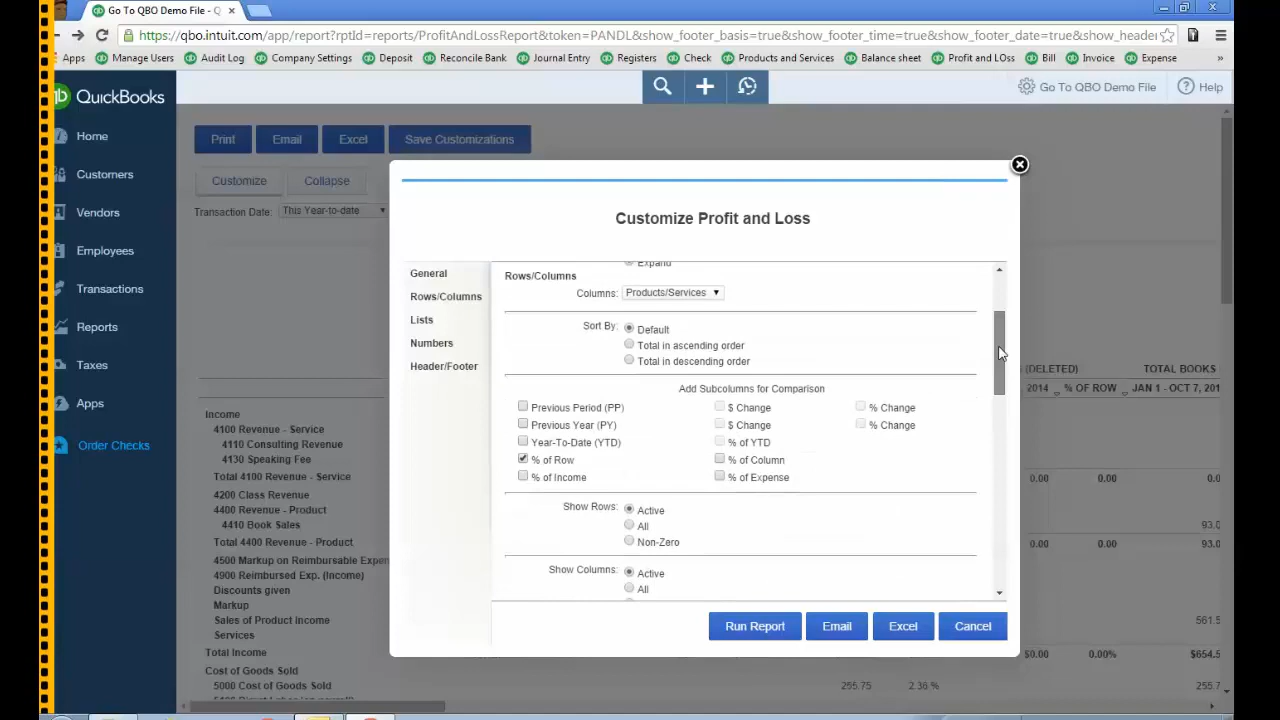 Go To QBO Demo File - Q
https://qbo.intuit.com/app/report?rptId=reports/ProfitAndLossReport&token=PANDL&show_footer_basis=true&show_footer_time=true&show_footer_date=true&show_header
Apps Manage Users Audit Log Company Settings Deposit Reconcile Bank Journal Entry Registers Check Products and Services Balance sheet Profit and LOss Bill Invoice Expense »
qb QuickBooks
Go To QBO Demo File
Help
Home
Customers
Vendors
Employees
Transactions
Reports
Taxes
Apps
Order Checks
Print Email Excel Save Customizations
Customize Collapse
Transaction Date: This Year-to-date
(DELETED) TOTAL BOOKS
2014 % OF ROW JAN 1 - OCT 7, 201
Income
4100 Revenue - Service
4110 Consulting Revenue
4130 Speaking Fee
Total 4100 Revenue - Service 0.00 0.00 0.0
4200 Class Revenue
4400 Revenue - Product
4410 Book Sales 93.0
Total 4400 Revenue - Product 0.00 0.00 93.0
4500 Markup on Reimbursable Expen
4900 Reimbursed Exp. (Income)
Discounts given
Markup
Sales of Product Income 561.5
Services
Total Income $0.00 0.00% $654.5
Cost of Goods Sold
5000 Cost of Goods Sold 255.75 2.36 % 255.7
Customize Profit and Loss
General
Rows/Columns
Lists
Numbers
Header/Footer
Expand
Rows/Columns
Columns: Products/Services
Sort By: Default
Total in ascending order
Total in descending order
Add Subcolumns for Comparison
Previous Period (PP) $ Change % Change
Previous Year (PY) $ Change % Change
Year-To-Date (YTD) % of YTD
% of Row % of Column
% of Income % of Expense
Show Rows: Active
All
Non-Zero
Show Columns: Active
All
Run Report Email Excel Cancel